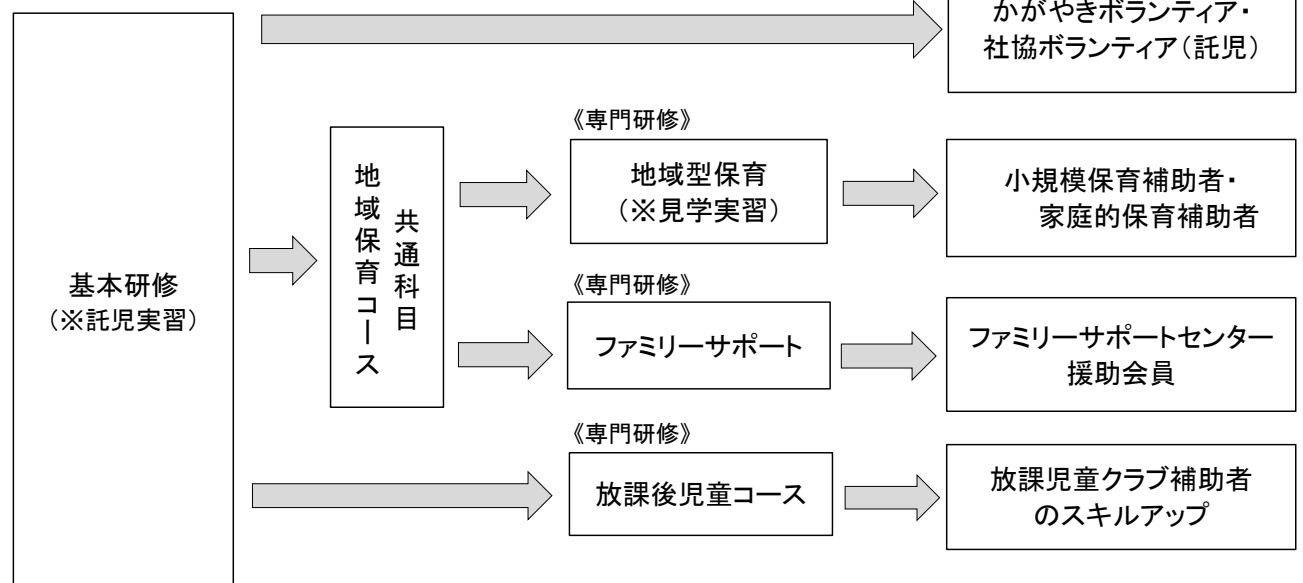 かがやきボランティア・
社協ボランティア（託児）
基本研修
（※託児実習）
地域保育コース
共通科目
《専門研修》
地域型保育
（※見学実習）
小規模保育補助者・
家庭的保育補助者
《専門研修》
ファミリーサポート
ファミリーサポートセンター
援助会員
《専門研修》
放課後児童コース
放課児童クラブ補助者
のスキルアップ